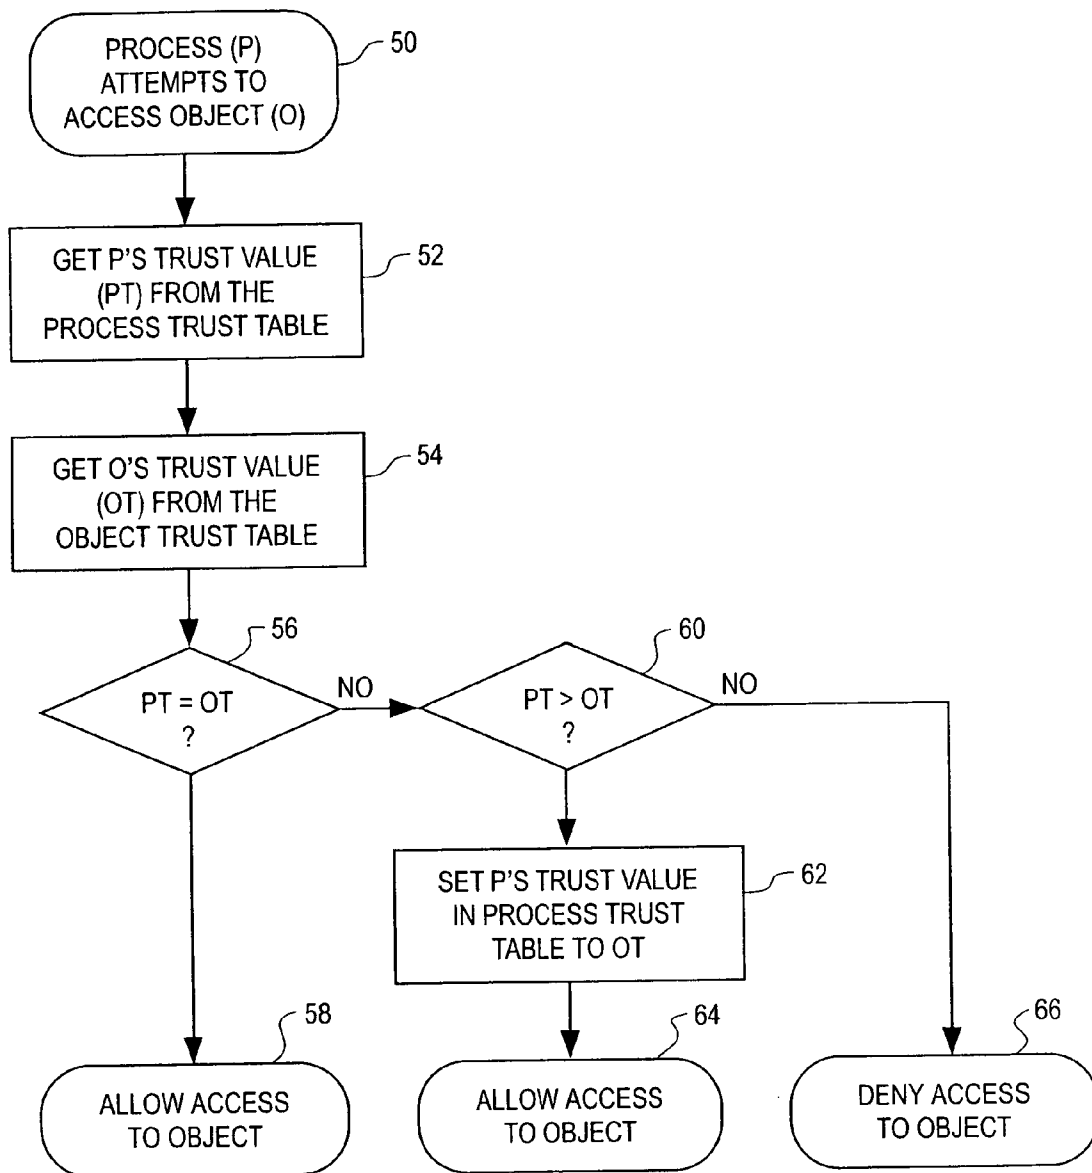 PROCESS (P)
ATTEMPTS TO
ACCESS OBJECT (O)
50
GET P'S TRUST VALUE
(PT) FROM THE
PROCESS TRUST TABLE
52
GET O'S TRUST VALUE
(OT) FROM THE
OBJECT TRUST TABLE
54
56
PT = OT
?
NO
60
PT > OT
?
NO
SET P'S TRUST VALUE
IN PROCESS TRUST
TABLE TO OT
62
58
ALLOW ACCESS
TO OBJECT
64
ALLOW ACCESS
TO OBJECT
66
DENY ACCESS
TO OBJECT